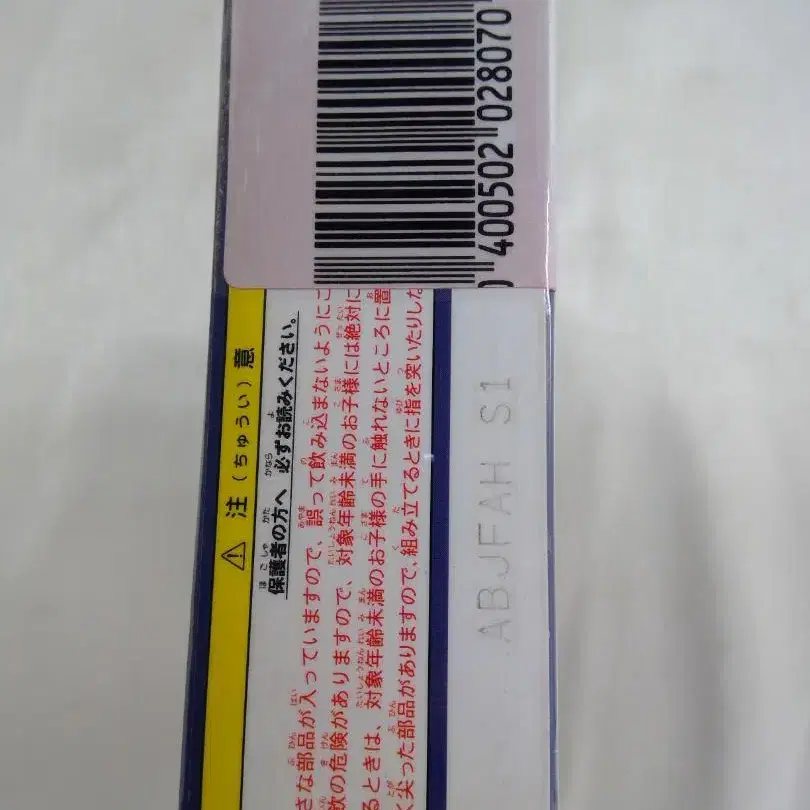 400502 028070
⚠ 注（ちゅうい）意
保護者の方へ 必ずお読みください。
さな部品が入っていますので、誤って飲み込まないようにご
飲の危険がありますので、対象年齢未満のお子様には絶対に
るときは、対象年齢未満のお子様の手に触れないところに置
く尖った部品がありますので、組み立てるときに指を突いたりしな
ABJFAH S1